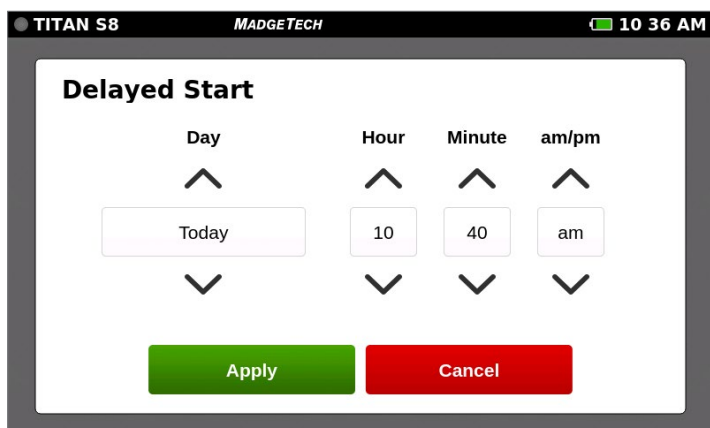 TITAN S8 MADGETECH 10 36 AM
Delayed Start
Day Hour Minute am/pm
Today 10 40 am
Apply Cancel